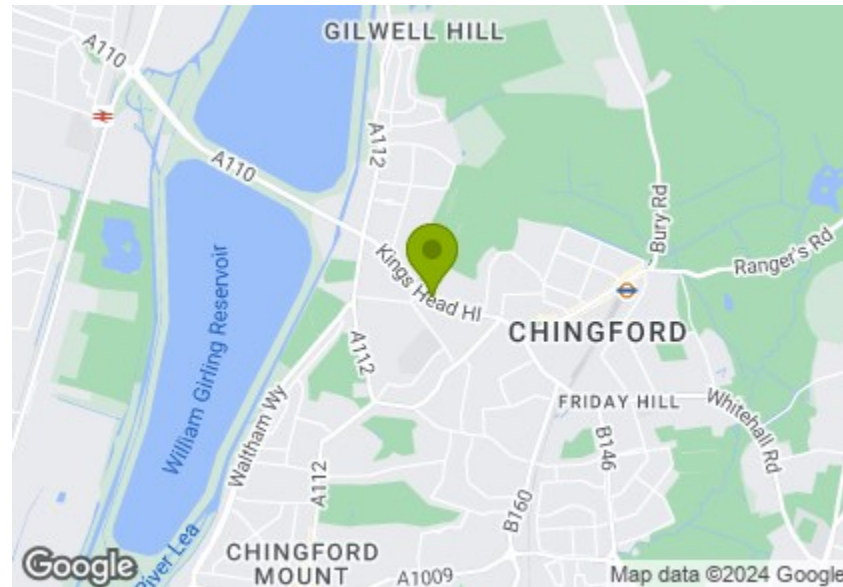 GILWELL HILL
A110
A112
A110
Bury Rd
Ranger's Rd
Kings Head Hl
William Girling Reservoir
CHINGFORD
A112
Waltham Wy
FRIDAY HILL
Whitehall Rd
A112
B146
B160
River Lea
CHINGFORD
MOUNT
A1009
Google
Map data ©2024 Google